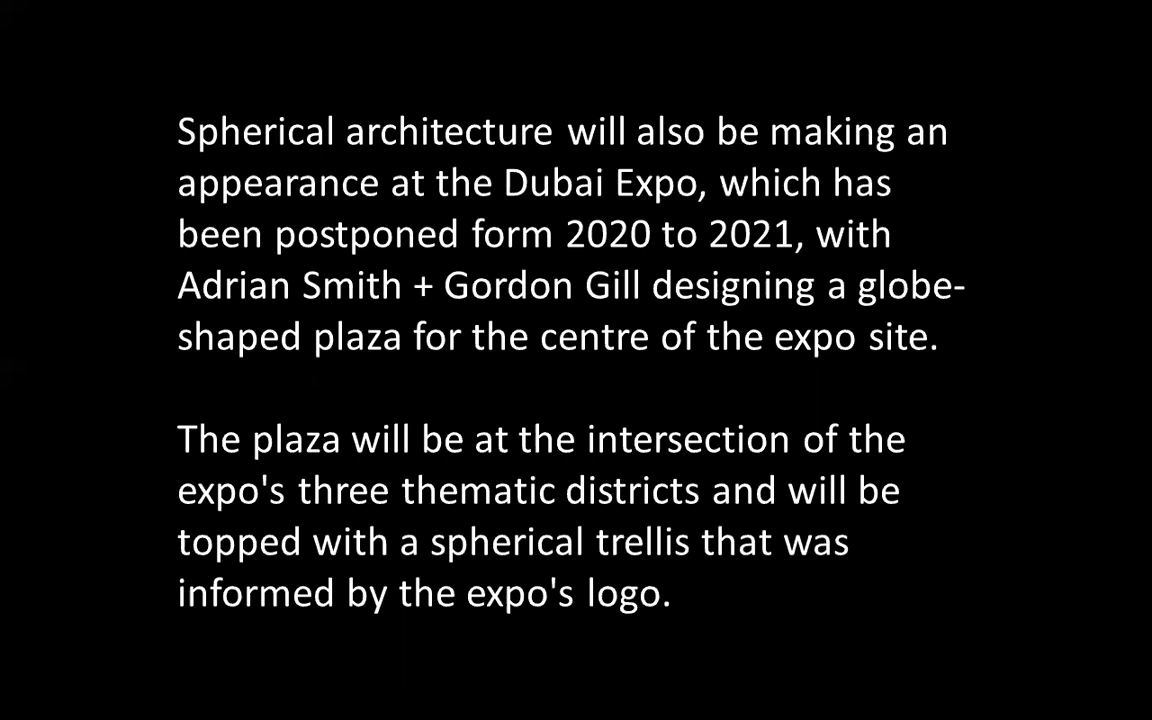 Spherical architecture will also be making an
appearance at the Dubai Expo, which has
been postponed form 2020 to 2021, with
Adrian Smith + Gordon Gill designing a globe-
shaped plaza for the centre of the expo site.
The plaza will be at the intersection of the
expo's three thematic districts and will be
topped with a spherical trellis that was
informed by the expo's logo.